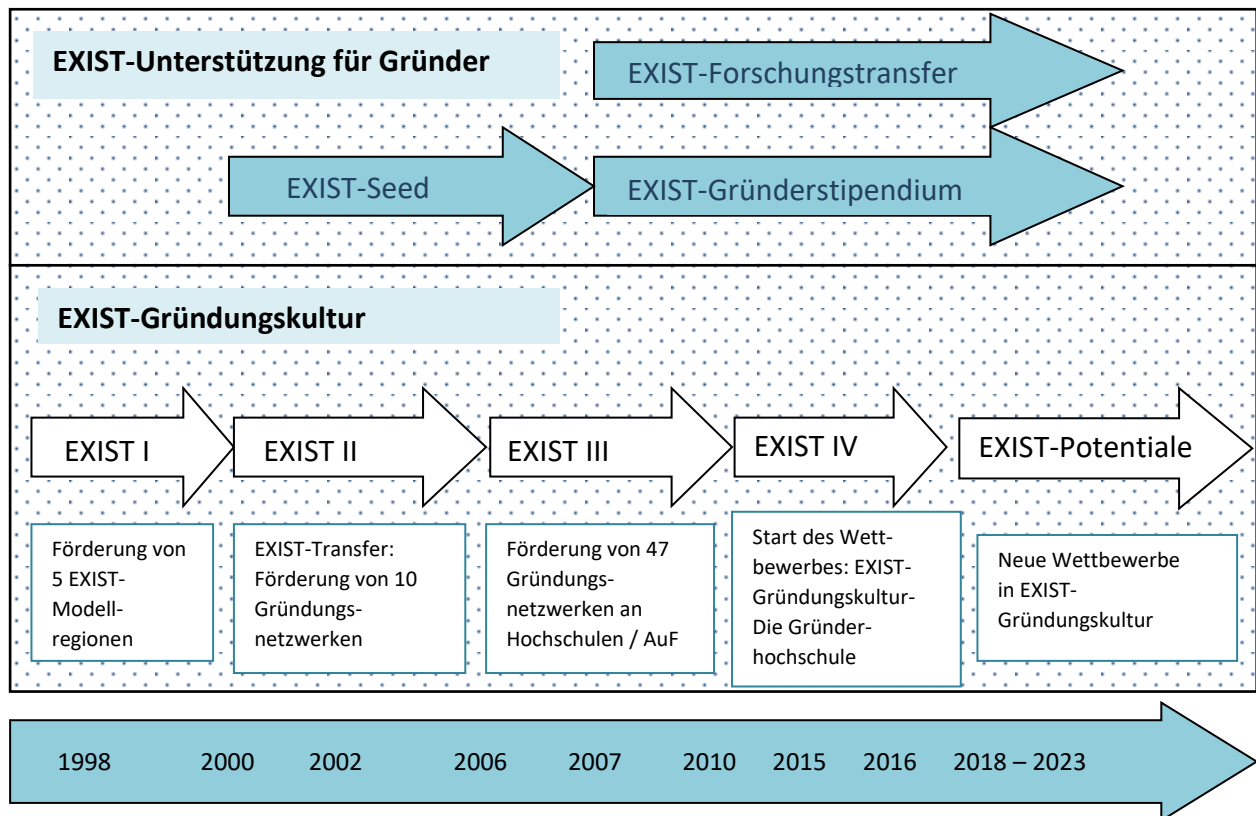 EXIST-Unterstützung für Gründer
EXIST-Forschungstransfer
EXIST-Seed
EXIST-Gründerstipendium
EXIST-Gründungskultur
EXIST I
EXIST II
EXIST III
EXIST IV
EXIST-Potentiale
Förderung von
5 EXIST-
Modell-
regionen
EXIST-Transfer:
Förderung von 10
Gründungs-
netzwerken
Förderung von 47
Gründungs-
netzwerken an
Hochschulen / AuF
Start des Wett-
bewerbes: EXIST-
Gründungskultur-
Die Gründer-
hochschule
Neue Wettbewerbe
in EXIST-
Gründungskultur
1998 2000 2002 2006 2007 2010 2015 2016 2018 – 2023